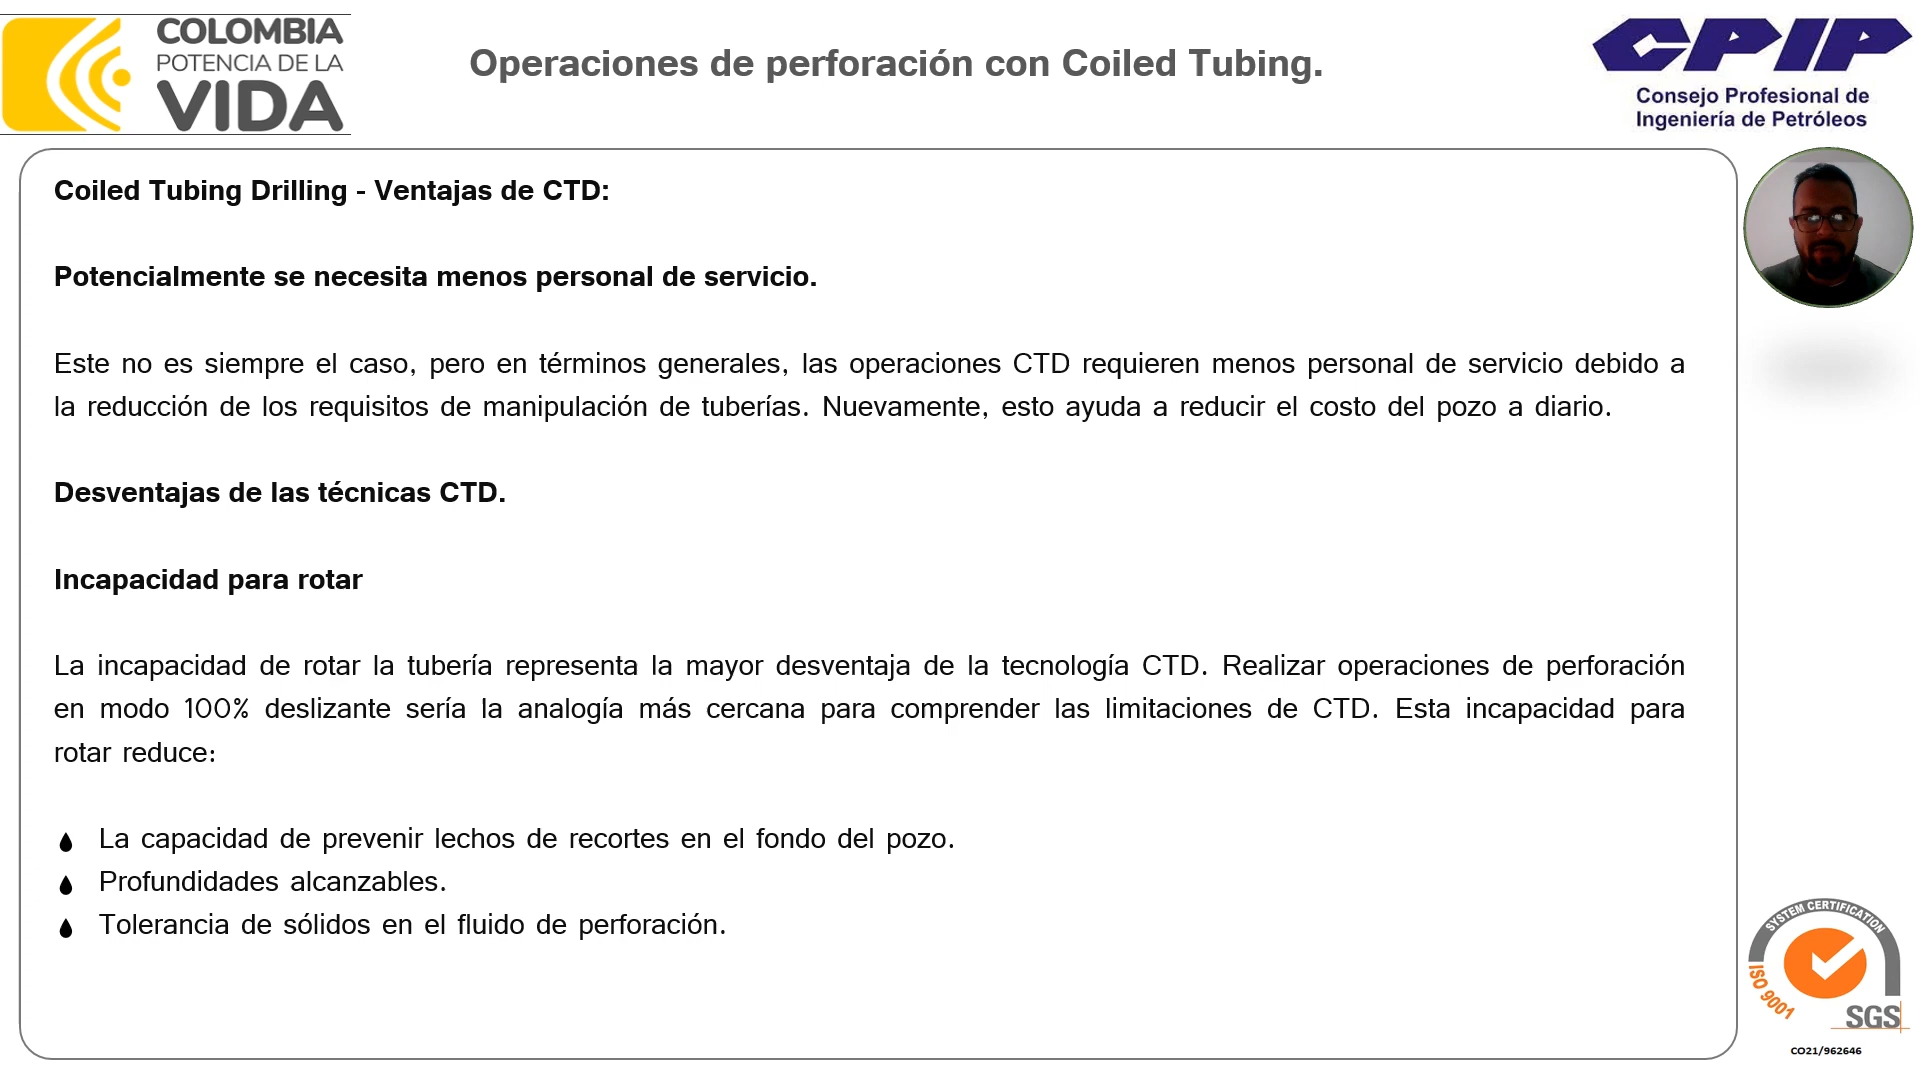 COLOMBIA
POTENCIA DE LA
VIDA
Operaciones de perforación con Coiled Tubing.
CPIP
Consejo Profesional de
Ingeniería de Petróleos
Coiled Tubing Drilling - Ventajas de CTD:
Potencialmente se necesita menos personal de servicio.
Este no es siempre el caso, pero en términos generales, las operaciones CTD requieren menos personal de servicio debido a
la reducción de los requisitos de manipulación de tuberías. Nuevamente, esto ayuda a reducir el costo del pozo a diario.
Desventajas de las técnicas CTD.
Incapacidad para rotar
La incapacidad de rotar la tubería representa la mayor desventaja de la tecnología CTD. Realizar operaciones de perforación
en modo 100% deslizante sería la analogía más cercana para comprender las limitaciones de CTD. Esta incapacidad para
rotar reduce:
La capacidad de prevenir lechos de recortes en el fondo del pozo.
Profundidades alcanzables.
Tolerancia de sólidos en el fluido de perforación.
SYSTEM CERTIFICATION
ISO 9001
SGS
CO21/962646